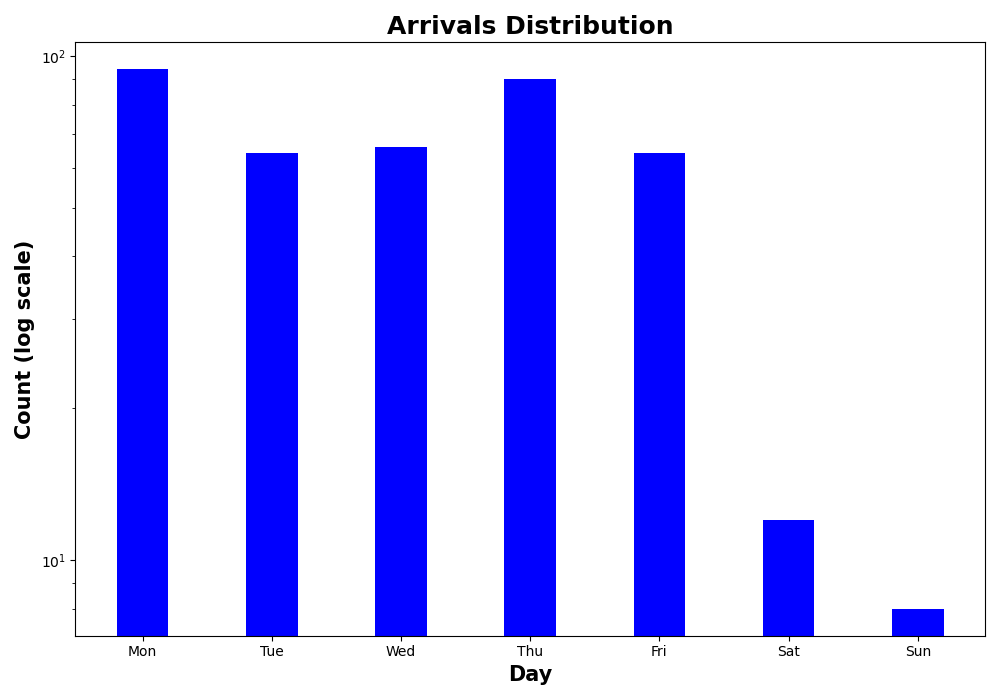 Arrivals Distribution
10²
10¹
Count (log scale)
Mon Tue Wed Thu Fri Sat Sun
Day